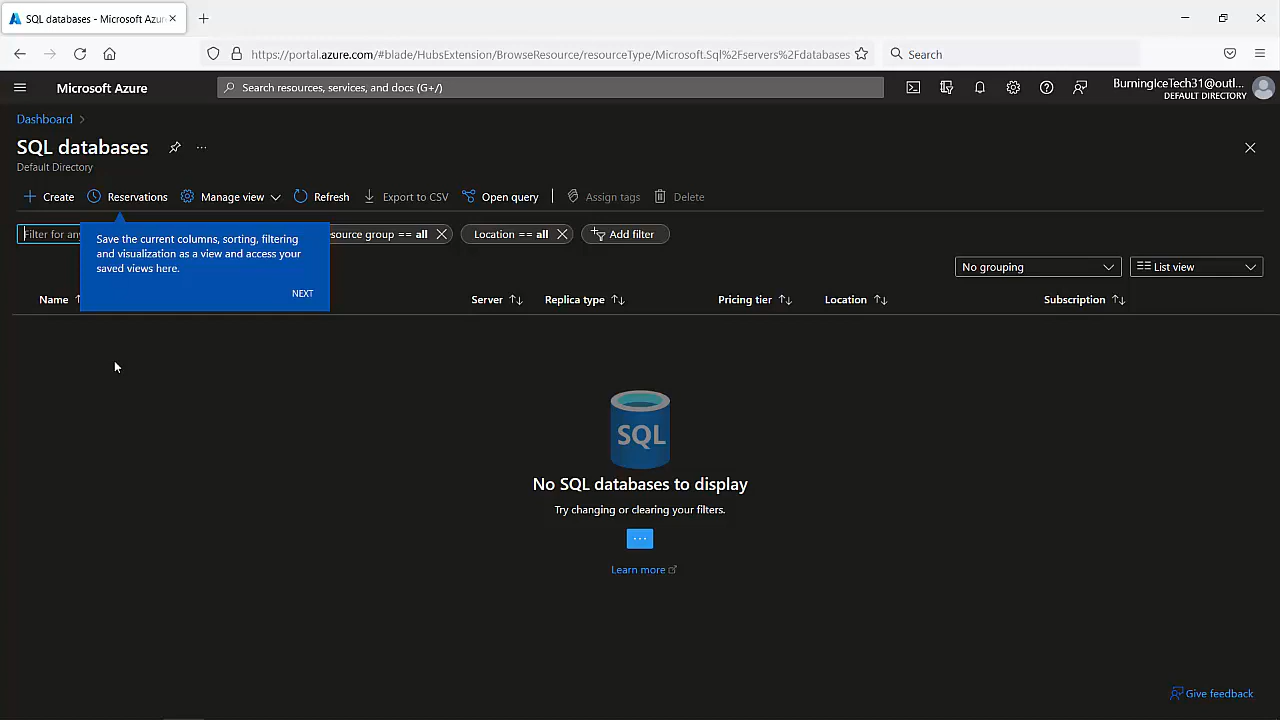 SQL databases - Microsoft Azur
https://portal.azure.com/#blade/HubsExtension/BrowseResource/resourceType/Microsoft.Sql%2Fservers%2Fdatabases
Search
Microsoft Azure
Search resources, services, and docs (G+/)
BurningIceTech31@outl...
DEFAULT DIRECTORY
Dashboard >
SQL databases
...
Default Directory
Create
Reservations
Manage view
Refresh
Export to CSV
Open query
Assign tags
Delete
Filter for any
source group == all
Location == all
Add filter
Save the current columns, sorting, filtering
and visualization as a view and access your
saved views here.
NEXT
No grouping
List view
Name
Server
Replica type
Pricing tier
Location
Subscription
SQL
No SQL databases to display
Try changing or clearing your filters.
...
Learn more
Give feedback